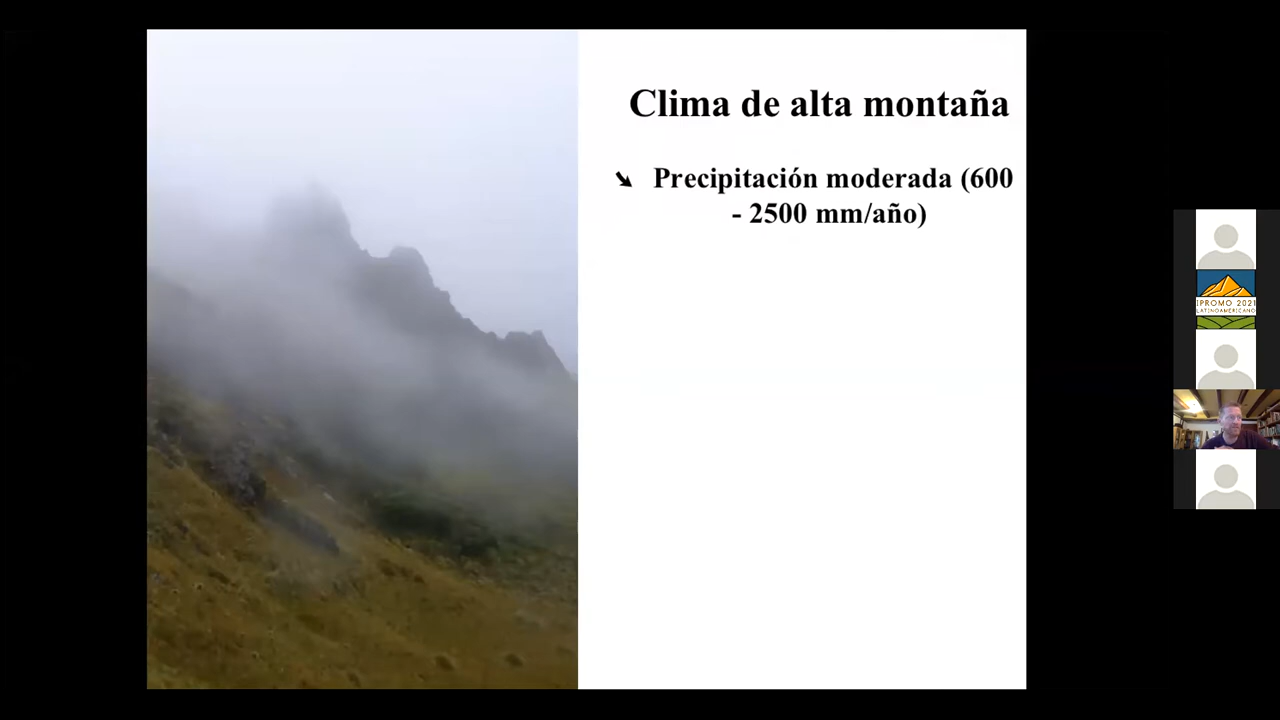 Clima de alta montaña
➘ Precipitación moderada (600
- 2500 mm/año)
IPROMO 2021
LATINOAMERICANO